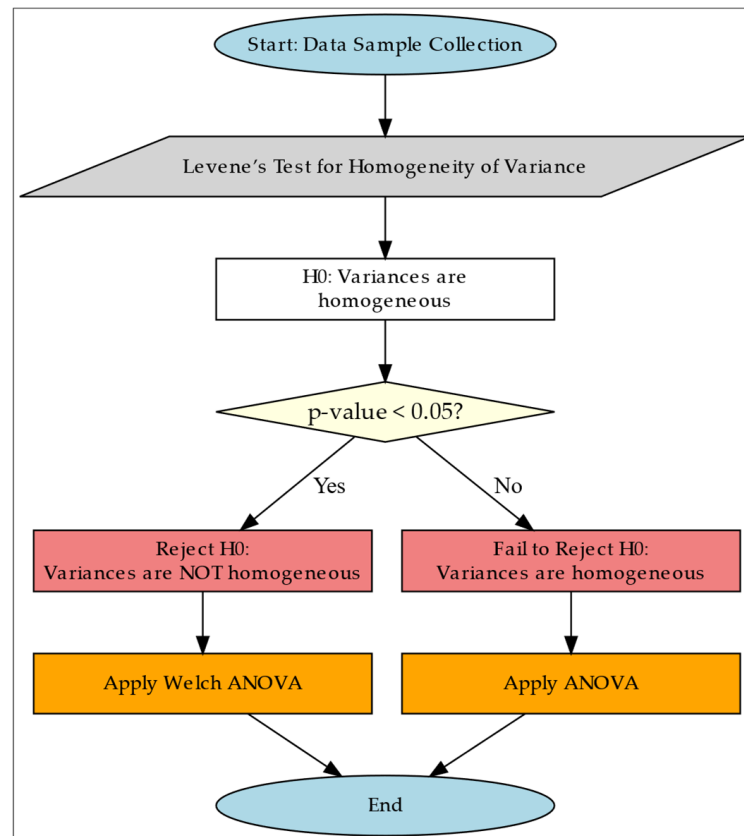 Start: Data Sample Collection
Levene's Test for Homogeneity of Variance
H0: Variances are
homogeneous
p-value < 0.05?
Yes
No
Reject H0:
Variances are NOT homogeneous
Fail to Reject H0:
Variances are homogeneous
Apply Welch ANOVA
Apply ANOVA
End